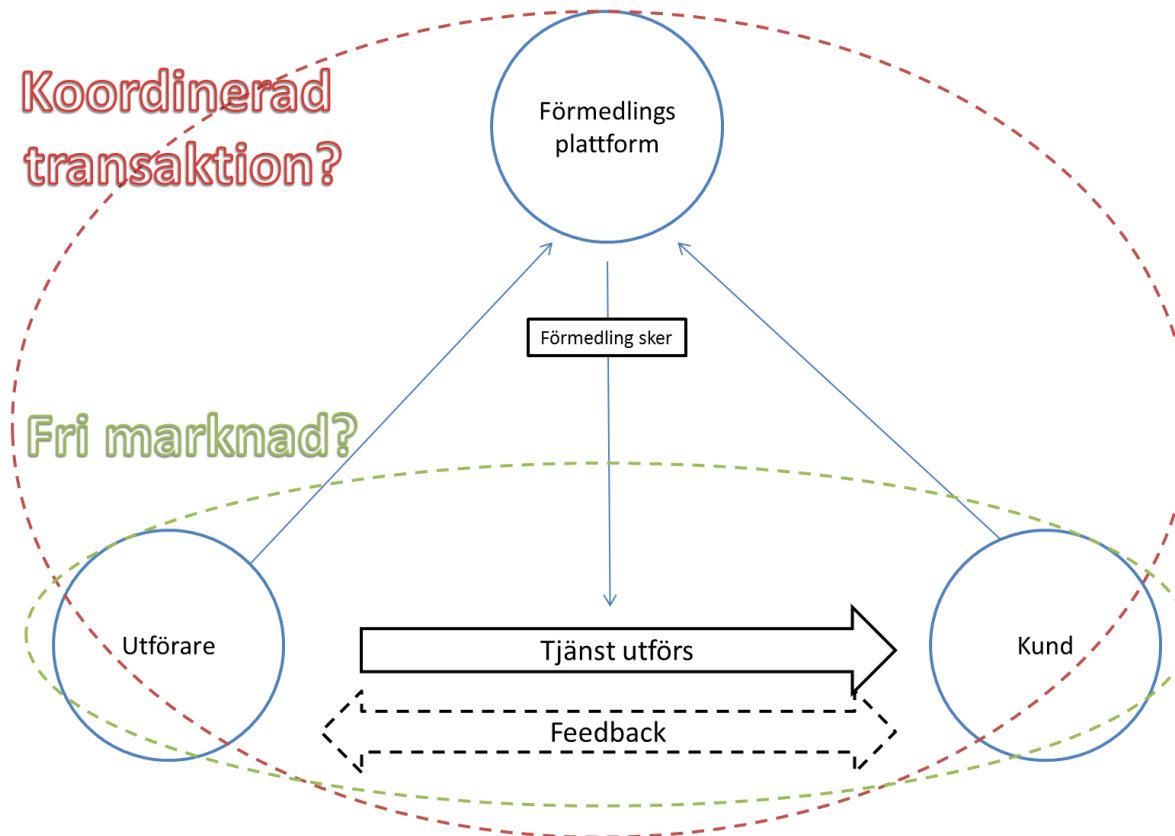 Koordinerad
transaktion?
Förmedlings
plattform
Förmedling sker
Fri marknad?
Utförare
Tjänst utförs
Kund
Feedback